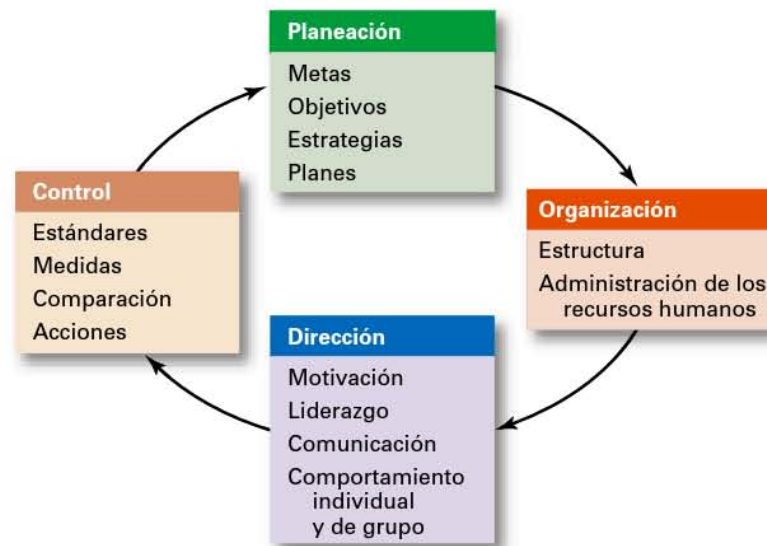 Planeación
Metas
Objetivos
Estrategias
Planes
Organización
Estructura
Administración de los
recursos humanos
Dirección
Motivación
Liderazgo
Comunicación
Comportamiento
individual
y de grupo
Control
Estándares
Medidas
Comparación
Acciones